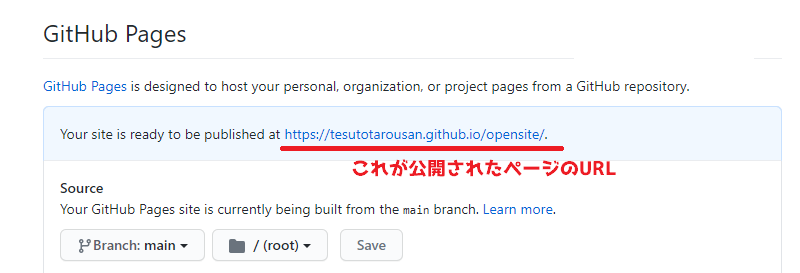 GitHub Pages
GitHub Pages is designed to host your personal, organization, or project pages from a GitHub repository.
Your site is ready to be published at https://tesutotarousan.github.io/opensite/.
これが公開されたページのURL
Source
Your GitHub Pages site is currently being built from the main branch. Learn more.
Branch: main / (root) Save